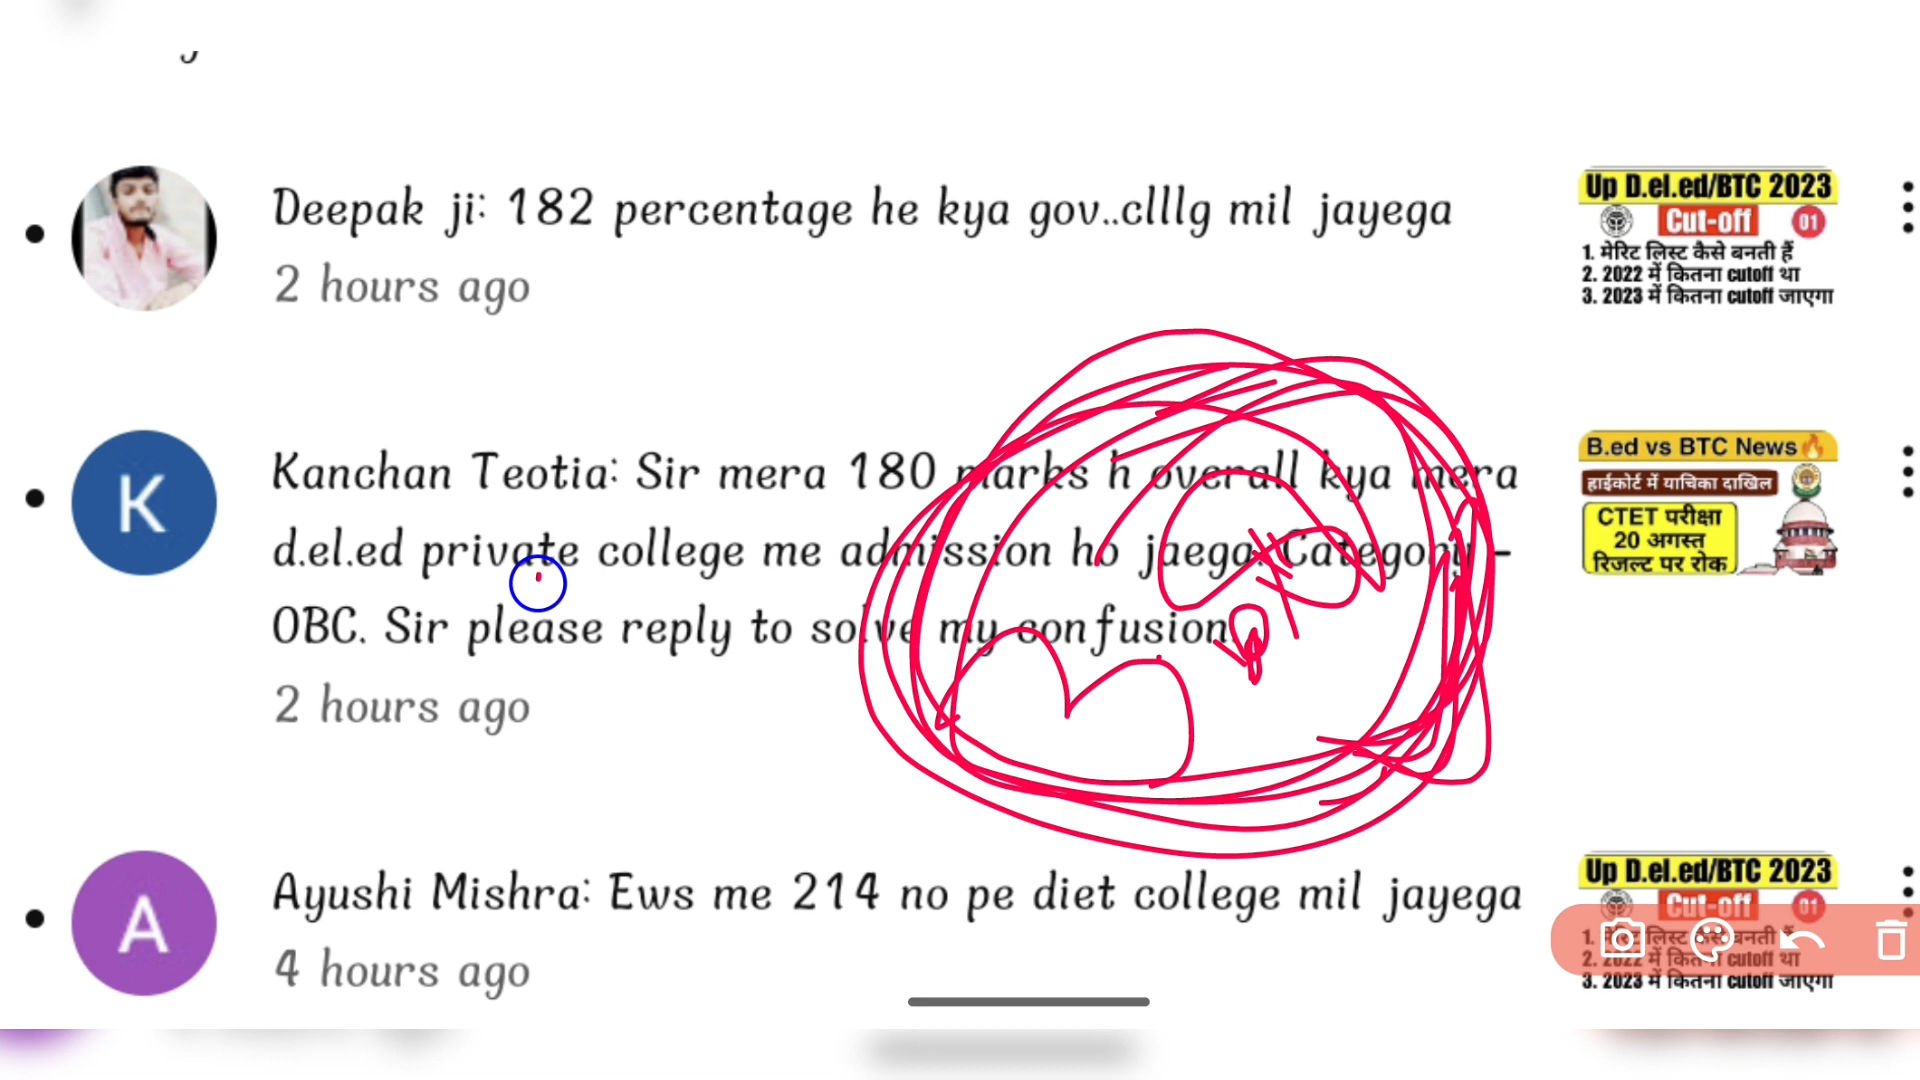 Deepak ji: 182 percentage he kya gov..clllg mil jayega
2 hours ago
Up D.el.ed/BTC 2023
Cut-off 01
1. मेरिट लिस्ट कैसे बनती हैं
2. 2022 में कितना cutoff था
3. 2023 में कितना cutoff जाएगा
K
Kanchan Teotia: Sir mera 180 marks h overall kya mera
d.el.ed private college me admission ho jaega. Category -
OBC. Sir please reply to solve my confusion
2 hours ago
B.ed vs BTC News🔥
हाईकोर्ट में याचिका दाखिल
CTET परीक्षा
20 अगस्त
रिजल्ट पर रोक
A
Ayushi Mishra: Ews me 214 no pe diet college mil jayega
4 hours ago
Up D.el.ed/BTC 2023
Cut-off 01
1. मेरिट लिस्ट कैसे बनती हैं
2. 2022 में कितना cutoff था
3. 2023 में कितना cutoff जाएगा